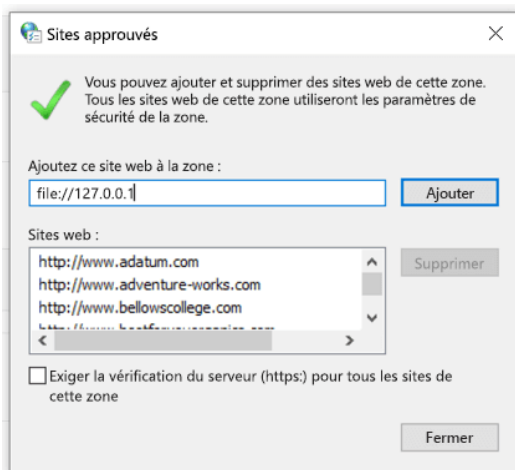 Sites approuvés
Vous pouvez ajouter et supprimer des sites web de cette zone.
Tous les sites web de cette zone utiliseront les paramètres de
sécurité de la zone.
Ajoutez ce site web à la zone :
file://127.0.0.1
Ajouter
Sites web :
http://www.adatum.com
http://www.adventure-works.com
http://www.bellowscollege.com
Supprimer
Exiger la vérification du serveur (https:) pour tous les sites de
cette zone
Fermer